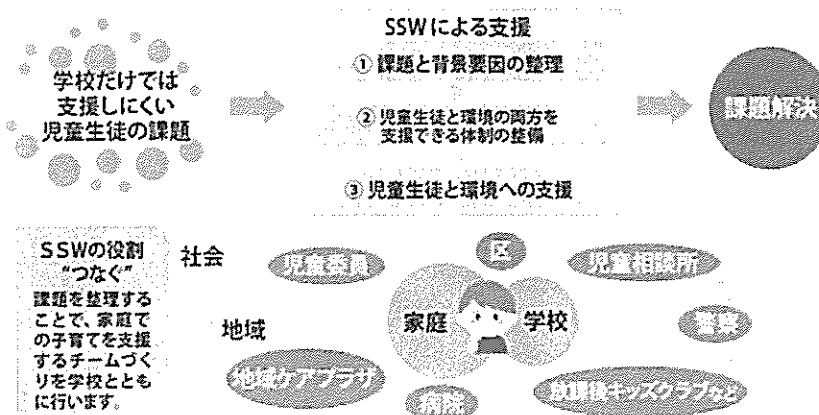 学校だけでは
支援しにくい
児童生徒の課題
SSWによる支援
① 課題と背景要因の整理
② 児童生徒と環境の両方を
支援できる体制の整備
③ 児童生徒と環境への支援
課題解決
SSWの役割
“つなぐ”
課題を整理する
ことで、家庭で
の子育てを支援
するチームづく
りを学校ととも
に行います。
社会
地域
児童委員
区
児童相談所
家庭
学校
警察
地域ケアプラザ
病院
放課後キッズクラブなど